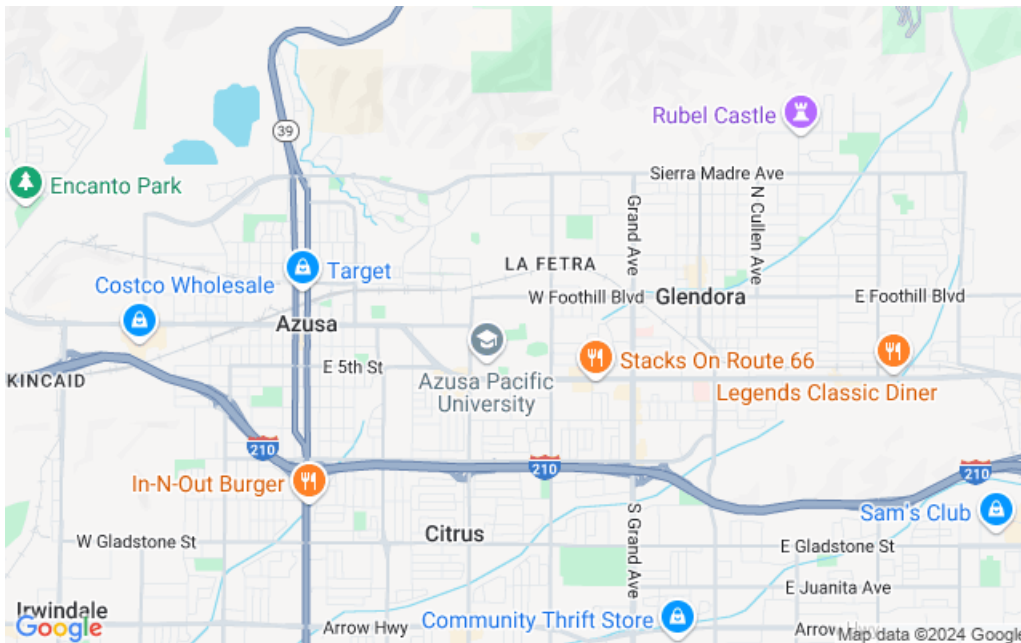 Rubel Castle
39
Sierra Madre Ave
Encanto Park
Grand Ave
N Cullen Ave
LA FETRA
Target
Costco Wholesale
W Foothill Blvd
Glendora
E Foothill Blvd
Azusa
E 5th St
Stacks On Route 66
KINCAID
Azusa Pacific
University
Legends Classic Diner
210
210
210
In-N-Out Burger
Sam's Club
S Grand Ave
Citrus
W Gladstone St
E Gladstone St
E Juanita Ave
Irwindale
Google
Arrow Hwy
Community Thrift Store
Arrow Hwy
Map data ©2024 Google